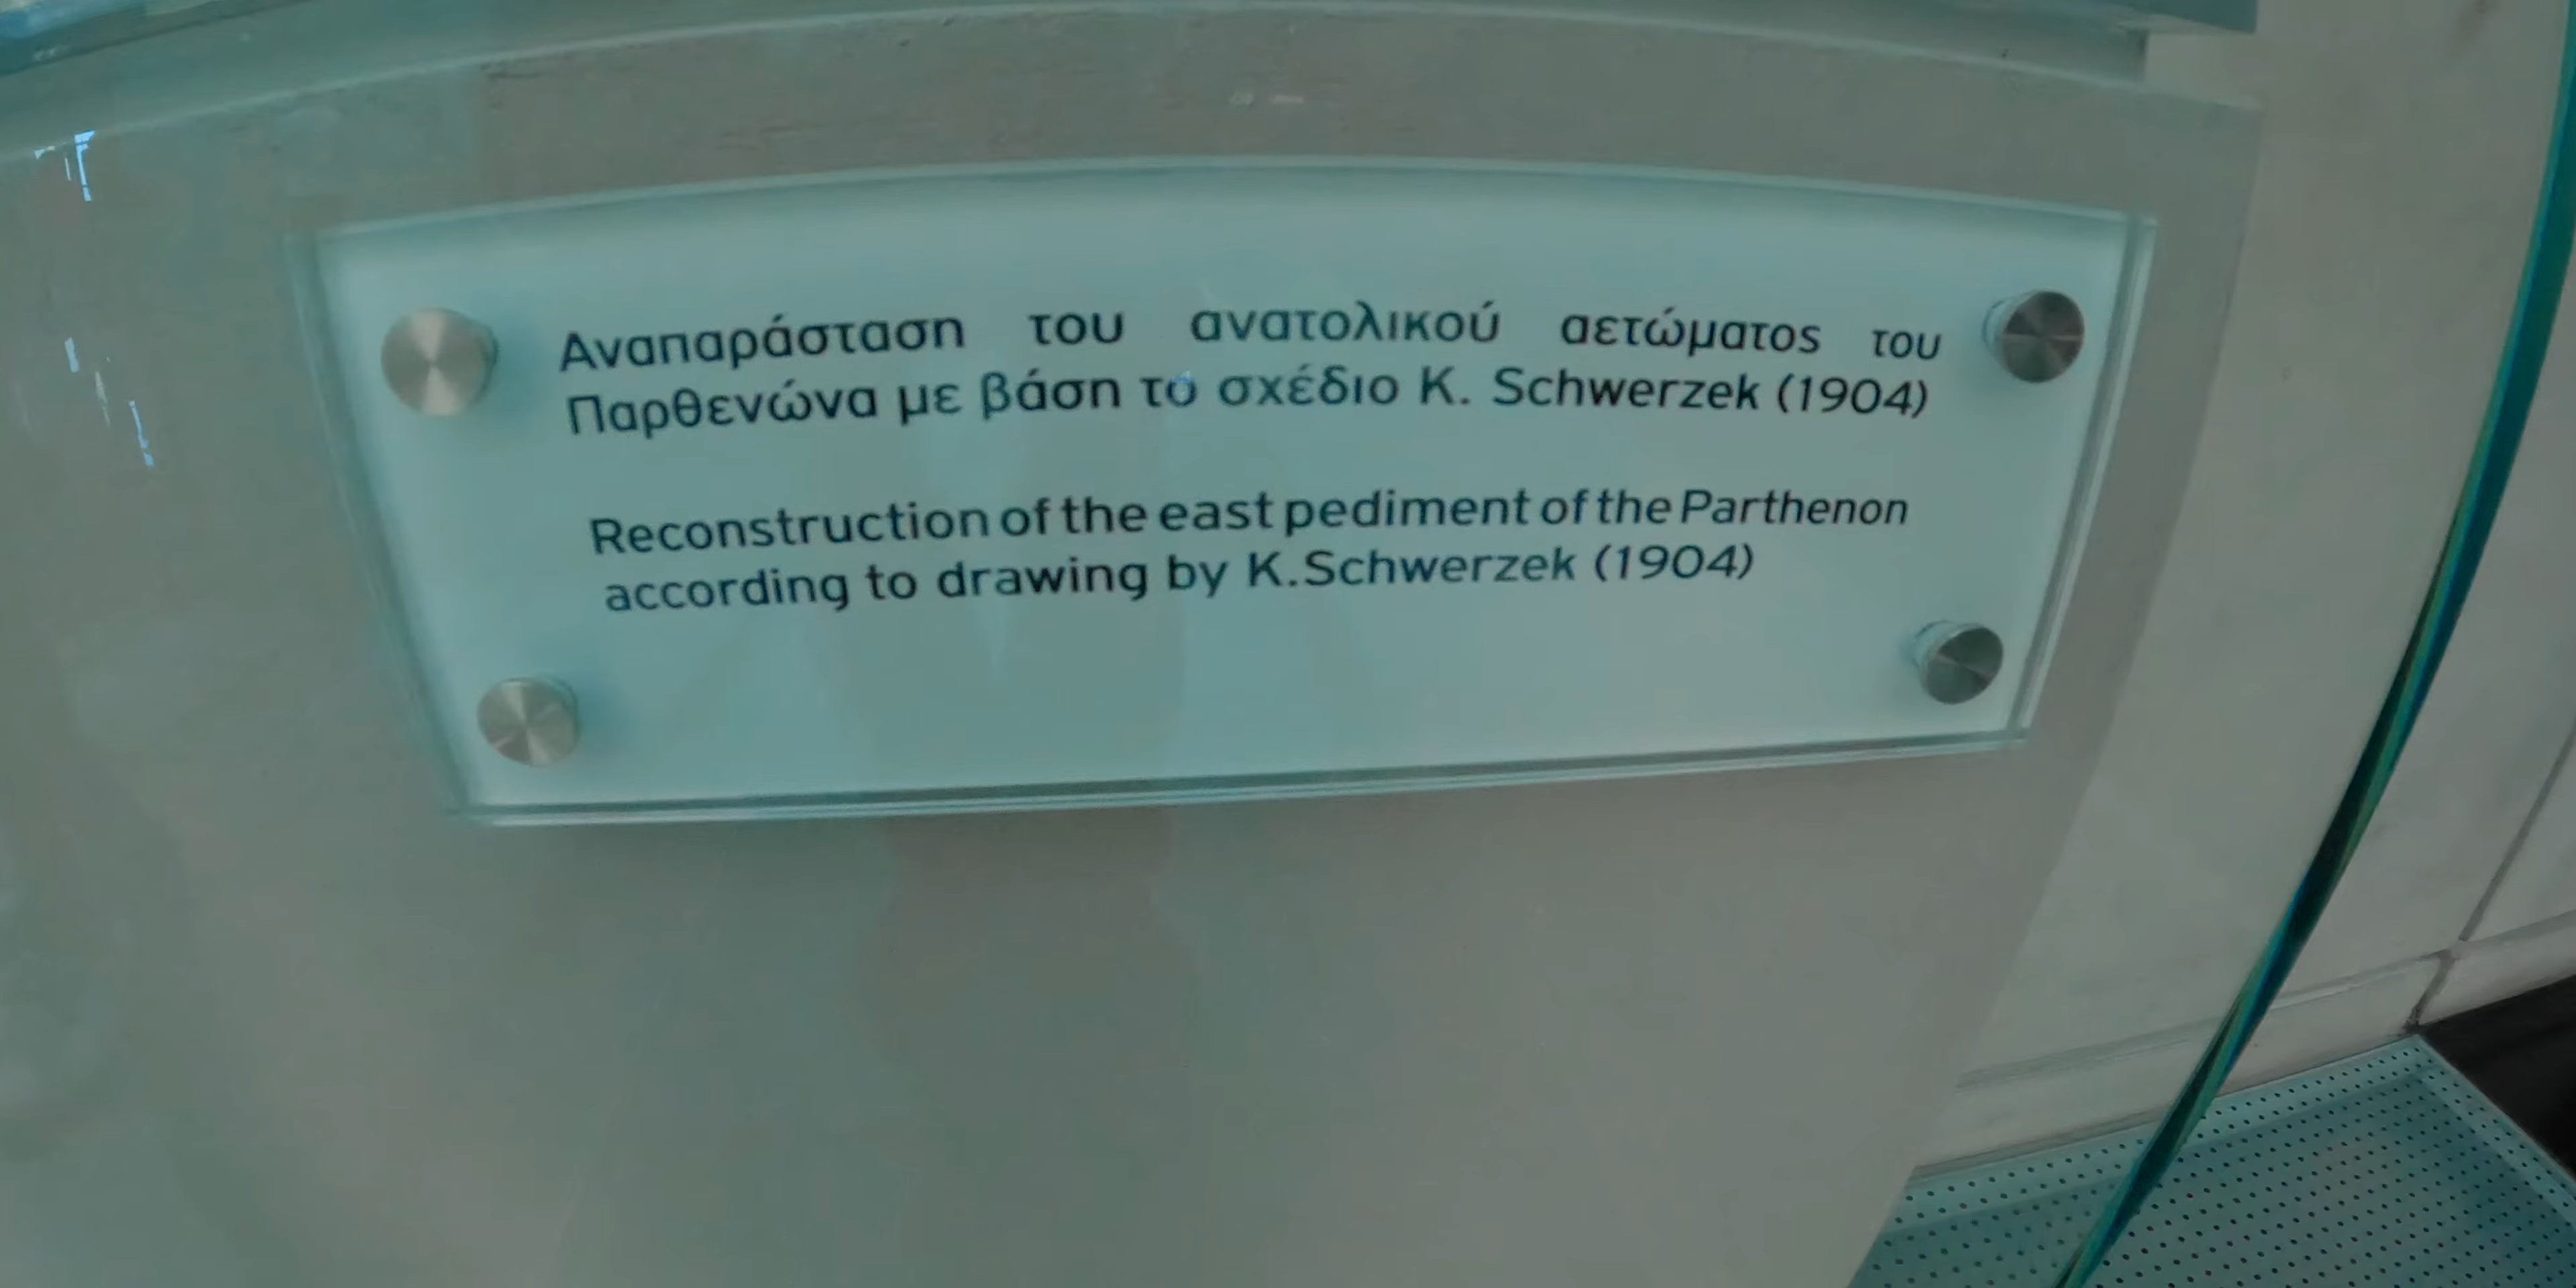 Αναπαράσταση του ανατολικού αετώματος του
Παρθενώνα με βάση το σχέδιο K. Schwerzek (1904)
Reconstruction of the east pediment of the Parthenon
according to drawing by K.Schwerzek (1904)